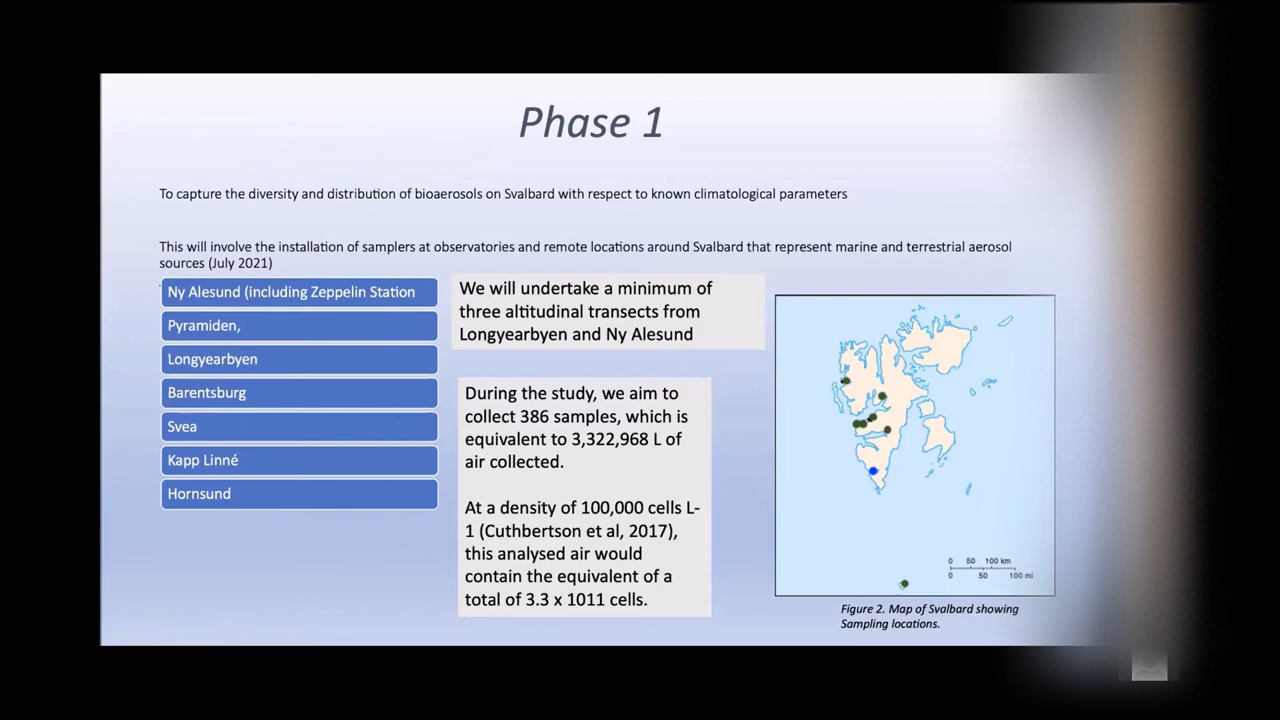 Phase 1
To capture the diversity and distribution of bioaerosols on Svalbard with respect to known climatological parameters
This will involve the installation of samplers at observatories and remote locations around Svalbard that represent marine and terrestrial aerosol
sources (July 2021)
Ny Alesund (including Zeppelin Station
Pyramiden,
Longyearbyen
Barentsburg
Svea
Kapp Linné
Hornsund
We will undertake a minimum of
three altitudinal transects from
Longyearbyen and Ny Alesund
During the study, we aim to
collect 386 samples, which is
equivalent to 3,322,968 L of
air collected.
At a density of 100,000 cells L-
1 (Cuthbertson et al, 2017),
this analysed air would
contain the equivalent of a
total of 3.3 x 1011 cells.
0 50 100 km
0 50 100 mi
Figure 2. Map of Svalbard showing
Sampling locations.